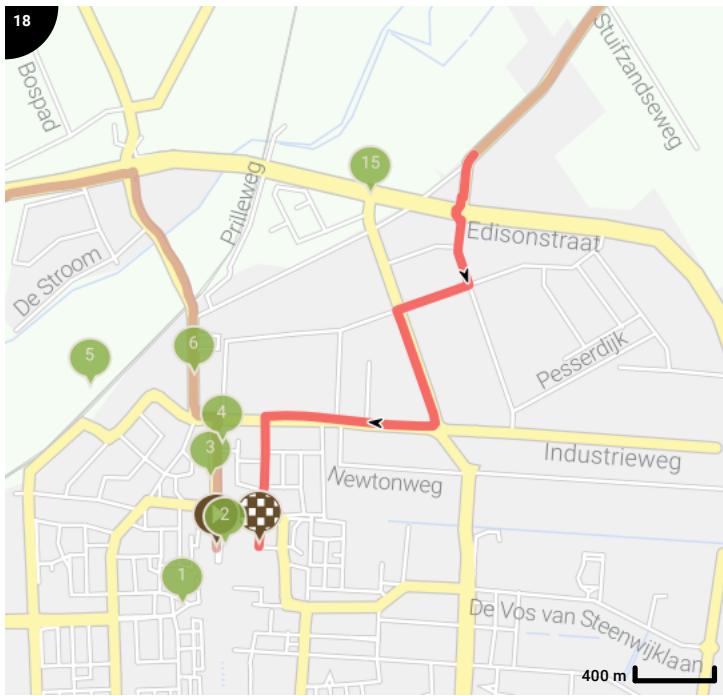 18
Stuifzandseweg
Bospad
15
Prilleweg
Edisonstraat
De Stroom
6
5
Pesserdijk
4
3
Industrieweg
Newtonweg
2
1
De Vos van Steenwijklaan
400 m